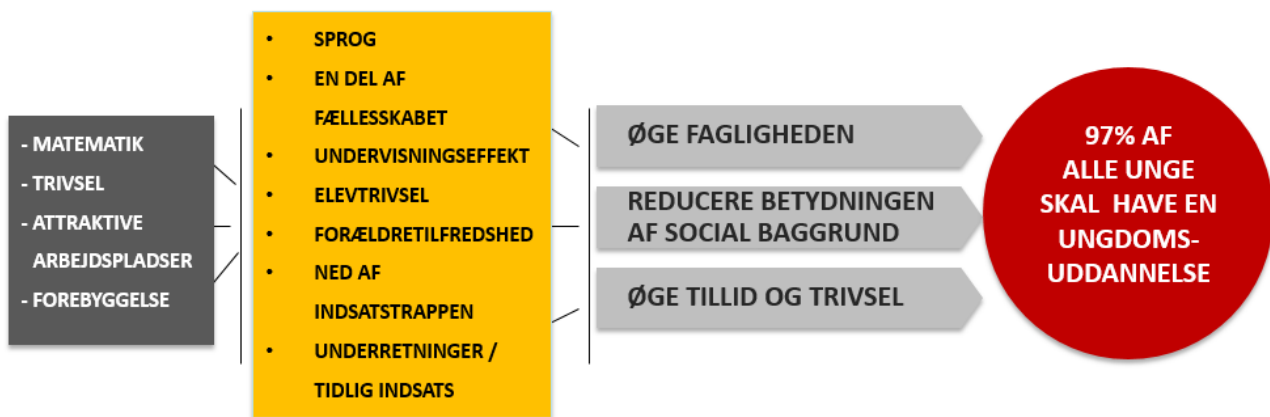 - MATEMATIK
- TRIVSEL
- ATTRAKTIVE
ARBEJDSPLADSER
- FOREBYGGELSE
• SPROG
• EN DEL AF
FÆLLESSKABET
• UNDERVISNINGSEFFEKT
• ELEVTRIVSEL
• FORÆLDRETILFREDSHED
• NED AF
INDSATSTRAPPEN
• UNDERRETNINGER /
TIDLIG INDSATS
ØGE FAGLIGHEDEN
REDUCERE BETYDNINGEN
AF SOCIAL BAGGRUND
ØGE TILLID OG TRIVSEL
97% AF
ALLE UNGE
SKAL HAVE EN
UNGDOMS-
UDDANNELSE